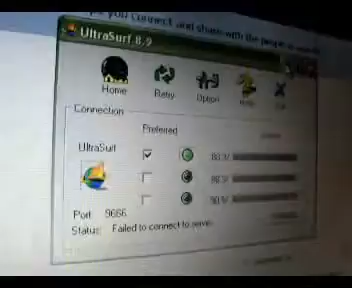 you connect and share with the people in
UltraSurf 8.9
Home
Retry
Option
Help
Exit
Connection
Preferred
UltraSurf
Port 9666
Status: Failed to connect to server